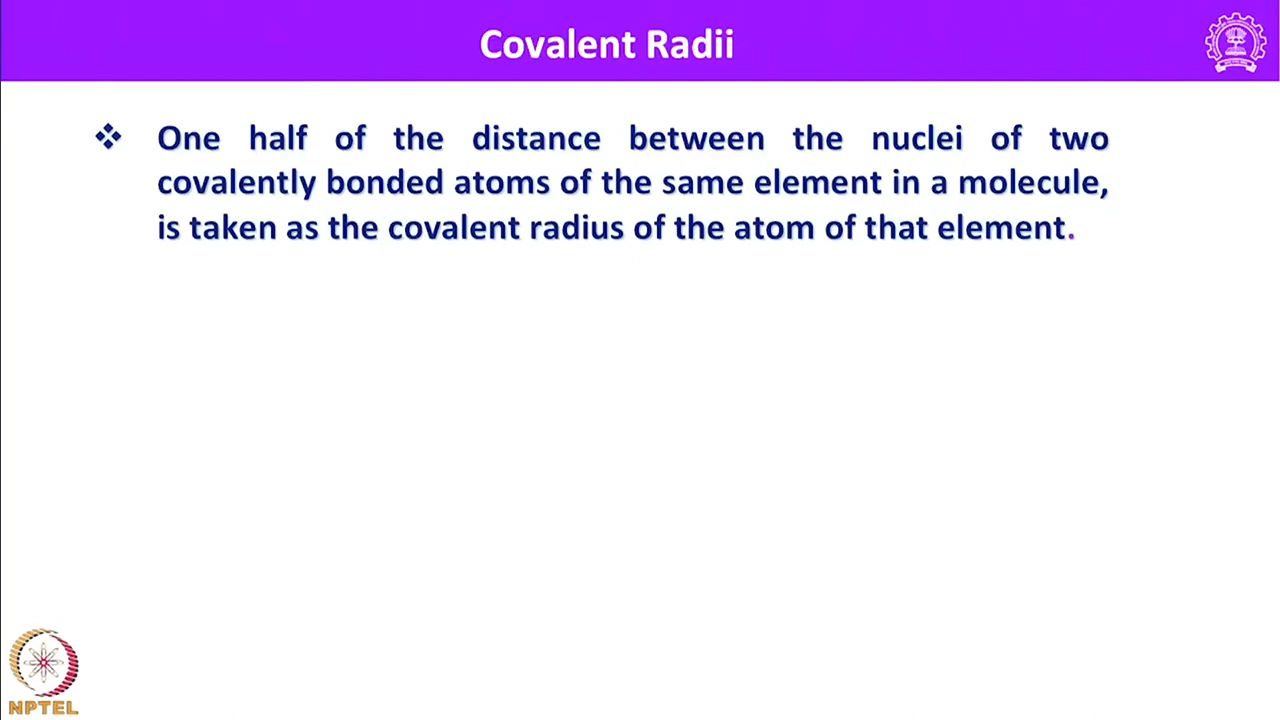 Covalent Radii
❖ One half of the distance between the nuclei of two
covalently bonded atoms of the same element in a molecule,
is taken as the covalent radius of the atom of that element.
NPTEL